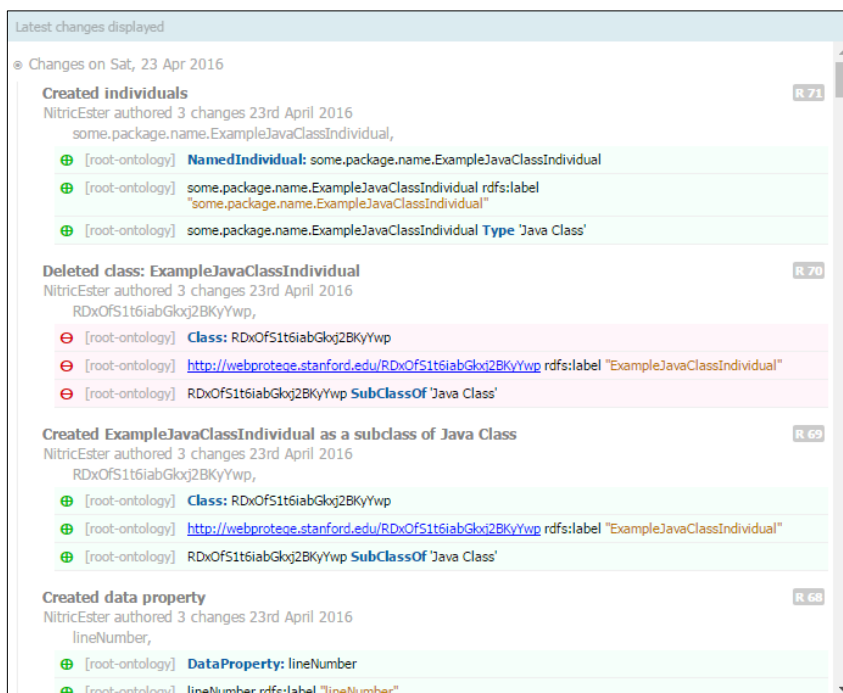 Latest changes displayed
Changes on Sat, 23 Apr 2016
Created individuals R 71
NitricEster authored 3 changes 23rd April 2016
some.package.name.ExampleJavaClassIndividual,
[root-ontology] NamedIndividual: some.package.name.ExampleJavaClassIndividual
[root-ontology] some.package.name.ExampleJavaClassIndividual rdfs:label
"some.package.name.ExampleJavaClassIndividual"
[root-ontology] some.package.name.ExampleJavaClassIndividual Type 'Java Class'
Deleted class: ExampleJavaClassIndividual R 70
NitricEster authored 3 changes 23rd April 2016
RDxOfS1t6iabGkxj2BKyYwp,
[root-ontology] Class: RDxOfS1t6iabGkxj2BKyYwp
[root-ontology] http://webprotege.stanford.edu/RDxOfS1t6iabGkxj2BKyYwp rdfs:label "ExampleJavaClassIndividual"
[root-ontology] RDxOfS1t6iabGkxj2BKyYwp SubClassOf 'Java Class'
Created ExampleJavaClassIndividual as a subclass of Java Class R 69
NitricEster authored 3 changes 23rd April 2016
RDxOfS1t6iabGkxj2BKyYwp,
[root-ontology] Class: RDxOfS1t6iabGkxj2BKyYwp
[root-ontology] http://webprotege.stanford.edu/RDxOfS1t6iabGkxj2BKyYwp rdfs:label "ExampleJavaClassIndividual"
[root-ontology] RDxOfS1t6iabGkxj2BKyYwp SubClassOf 'Java Class'
Created data property R 68
NitricEster authored 3 changes 23rd April 2016
lineNumber,
[root-ontology] DataProperty: lineNumber
[root-ontology] lineNumber rdfs:label "lineNumber"